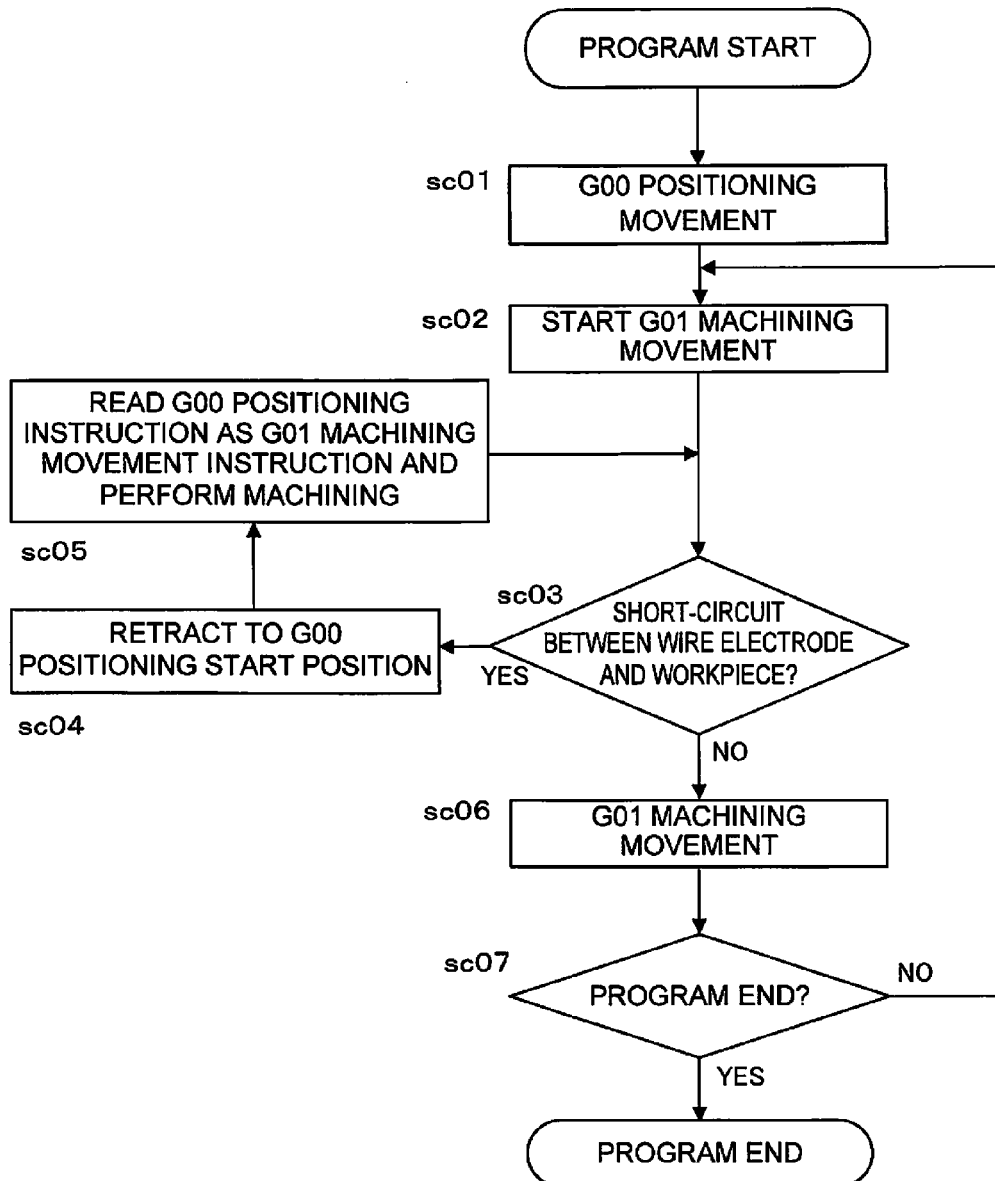 PROGRAM START
sc01
G00 POSITIONING
MOVEMENT
sc02
START G01 MACHINING
MOVEMENT
READ G00 POSITIONING
INSTRUCTION AS G01 MACHINING
MOVEMENT INSTRUCTION AND
PERFORM MACHINING
sc05
sc03
SHORT-CIRCUIT
BETWEEN WIRE ELECTRODE
AND WORKPIECE?
YES
RETRACT TO G00
POSITIONING START POSITION
sc04
NO
sc06
G01 MACHINING
MOVEMENT
sc07
PROGRAM END?
NO
YES
PROGRAM END